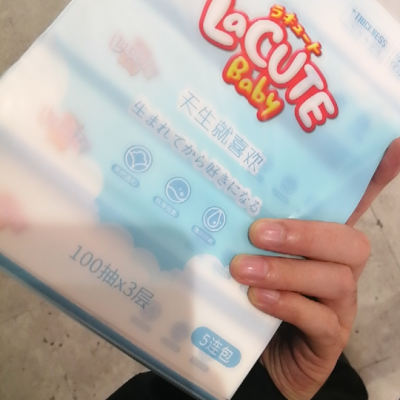 ラキュート
LaCUTE
Baby
天生就喜欢
生まれてから好きになる
100抽x3层
5连包